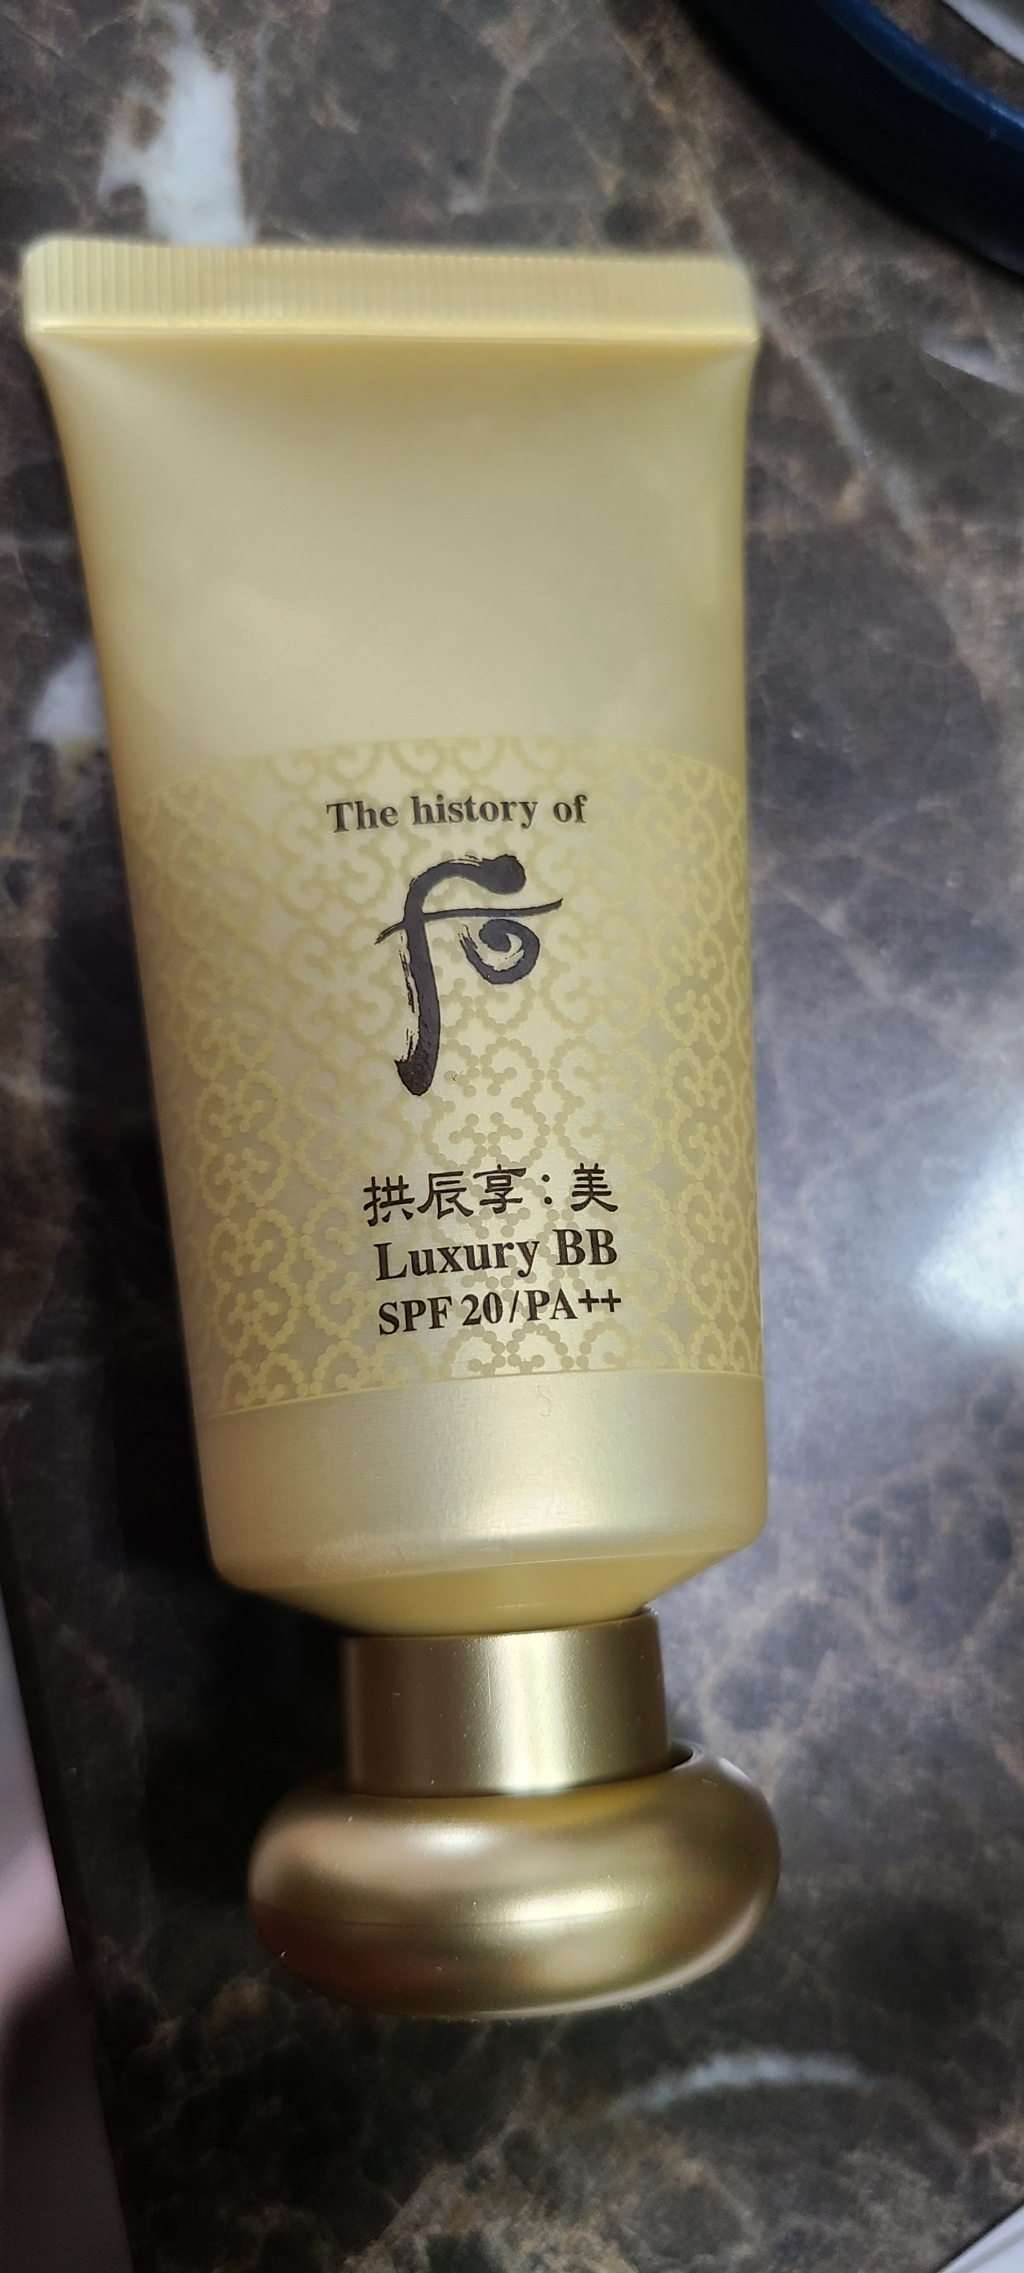 The history of
后
拱辰享:美
Luxury BB
SPF 20/PA++